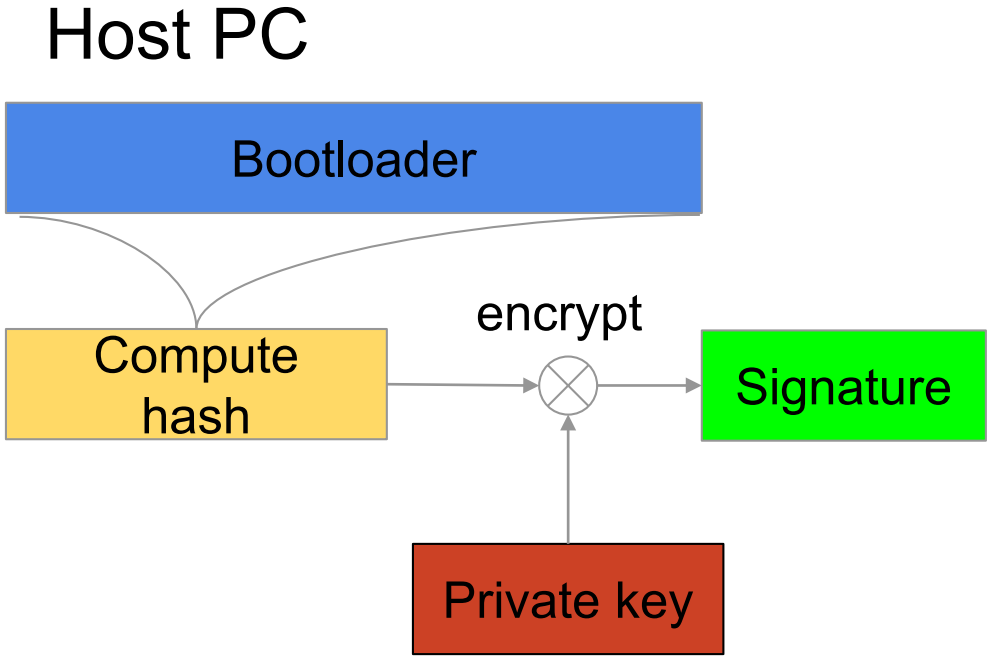 Host PC
Bootloader
encrypt
Compute
hash
Signature
Private key